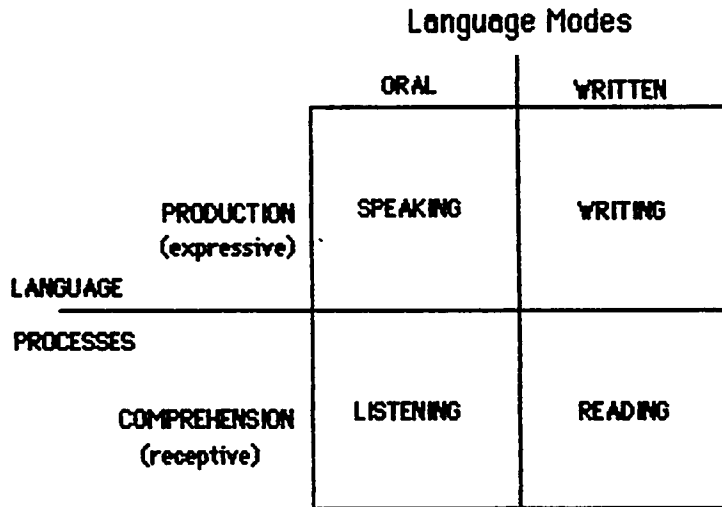 Language Modes
ORAL WRITTEN
PRODUCTION SPEAKING WRITING
(expressive)
LANGUAGE
PROCESSES
COMPREHENSION LISTENING READING
(receptive)